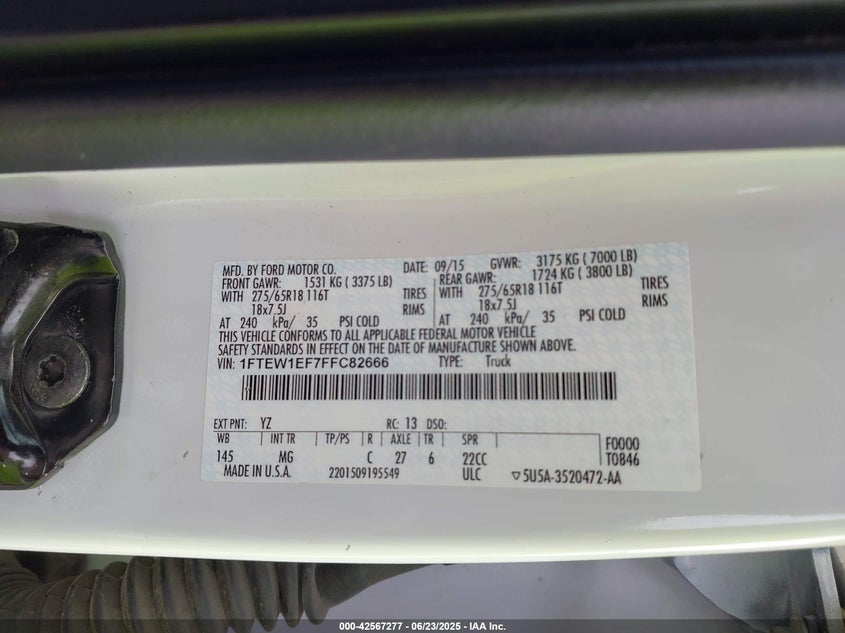 MFD. BY FORD MOTOR CO. DATE: 09/15 GVWR: 3175 KG ( 7000 LB)
FRONT GAWR: 1531 KG ( 3375 LB) REAR GAWR: 1724 KG ( 3800 LB)
WITH 275/65R18 116T TIRES WITH 275/65R18 116T TIRES
18x7.5J RIMS 18x7.5J RIMS
AT 240 kPa/ 35 PSI COLD AT 240 kPa/ 35 PSI COLD
THIS VEHICLE CONFORMS TO ALL APPLICABLE FEDERAL MOTOR VEHICLE
SAFETY STANDARDS IN EFFECT ON THE DATE OF MANUFACTURE SHOWN ABOVE.
VIN: 1FTEW1EF7FFC82666 TYPE: Truck
EXT PNT: YZ RC: 13 DSO:
WB INT TR TP/PS R AXLE TR SPR F0000
145 MG C 27 6 22CC T0846
MADE IN U.S.A. 2201509195549 ULC ▽5U5A-3520472-AA
000-42567277 - 06/23/2025 - IAA Inc.